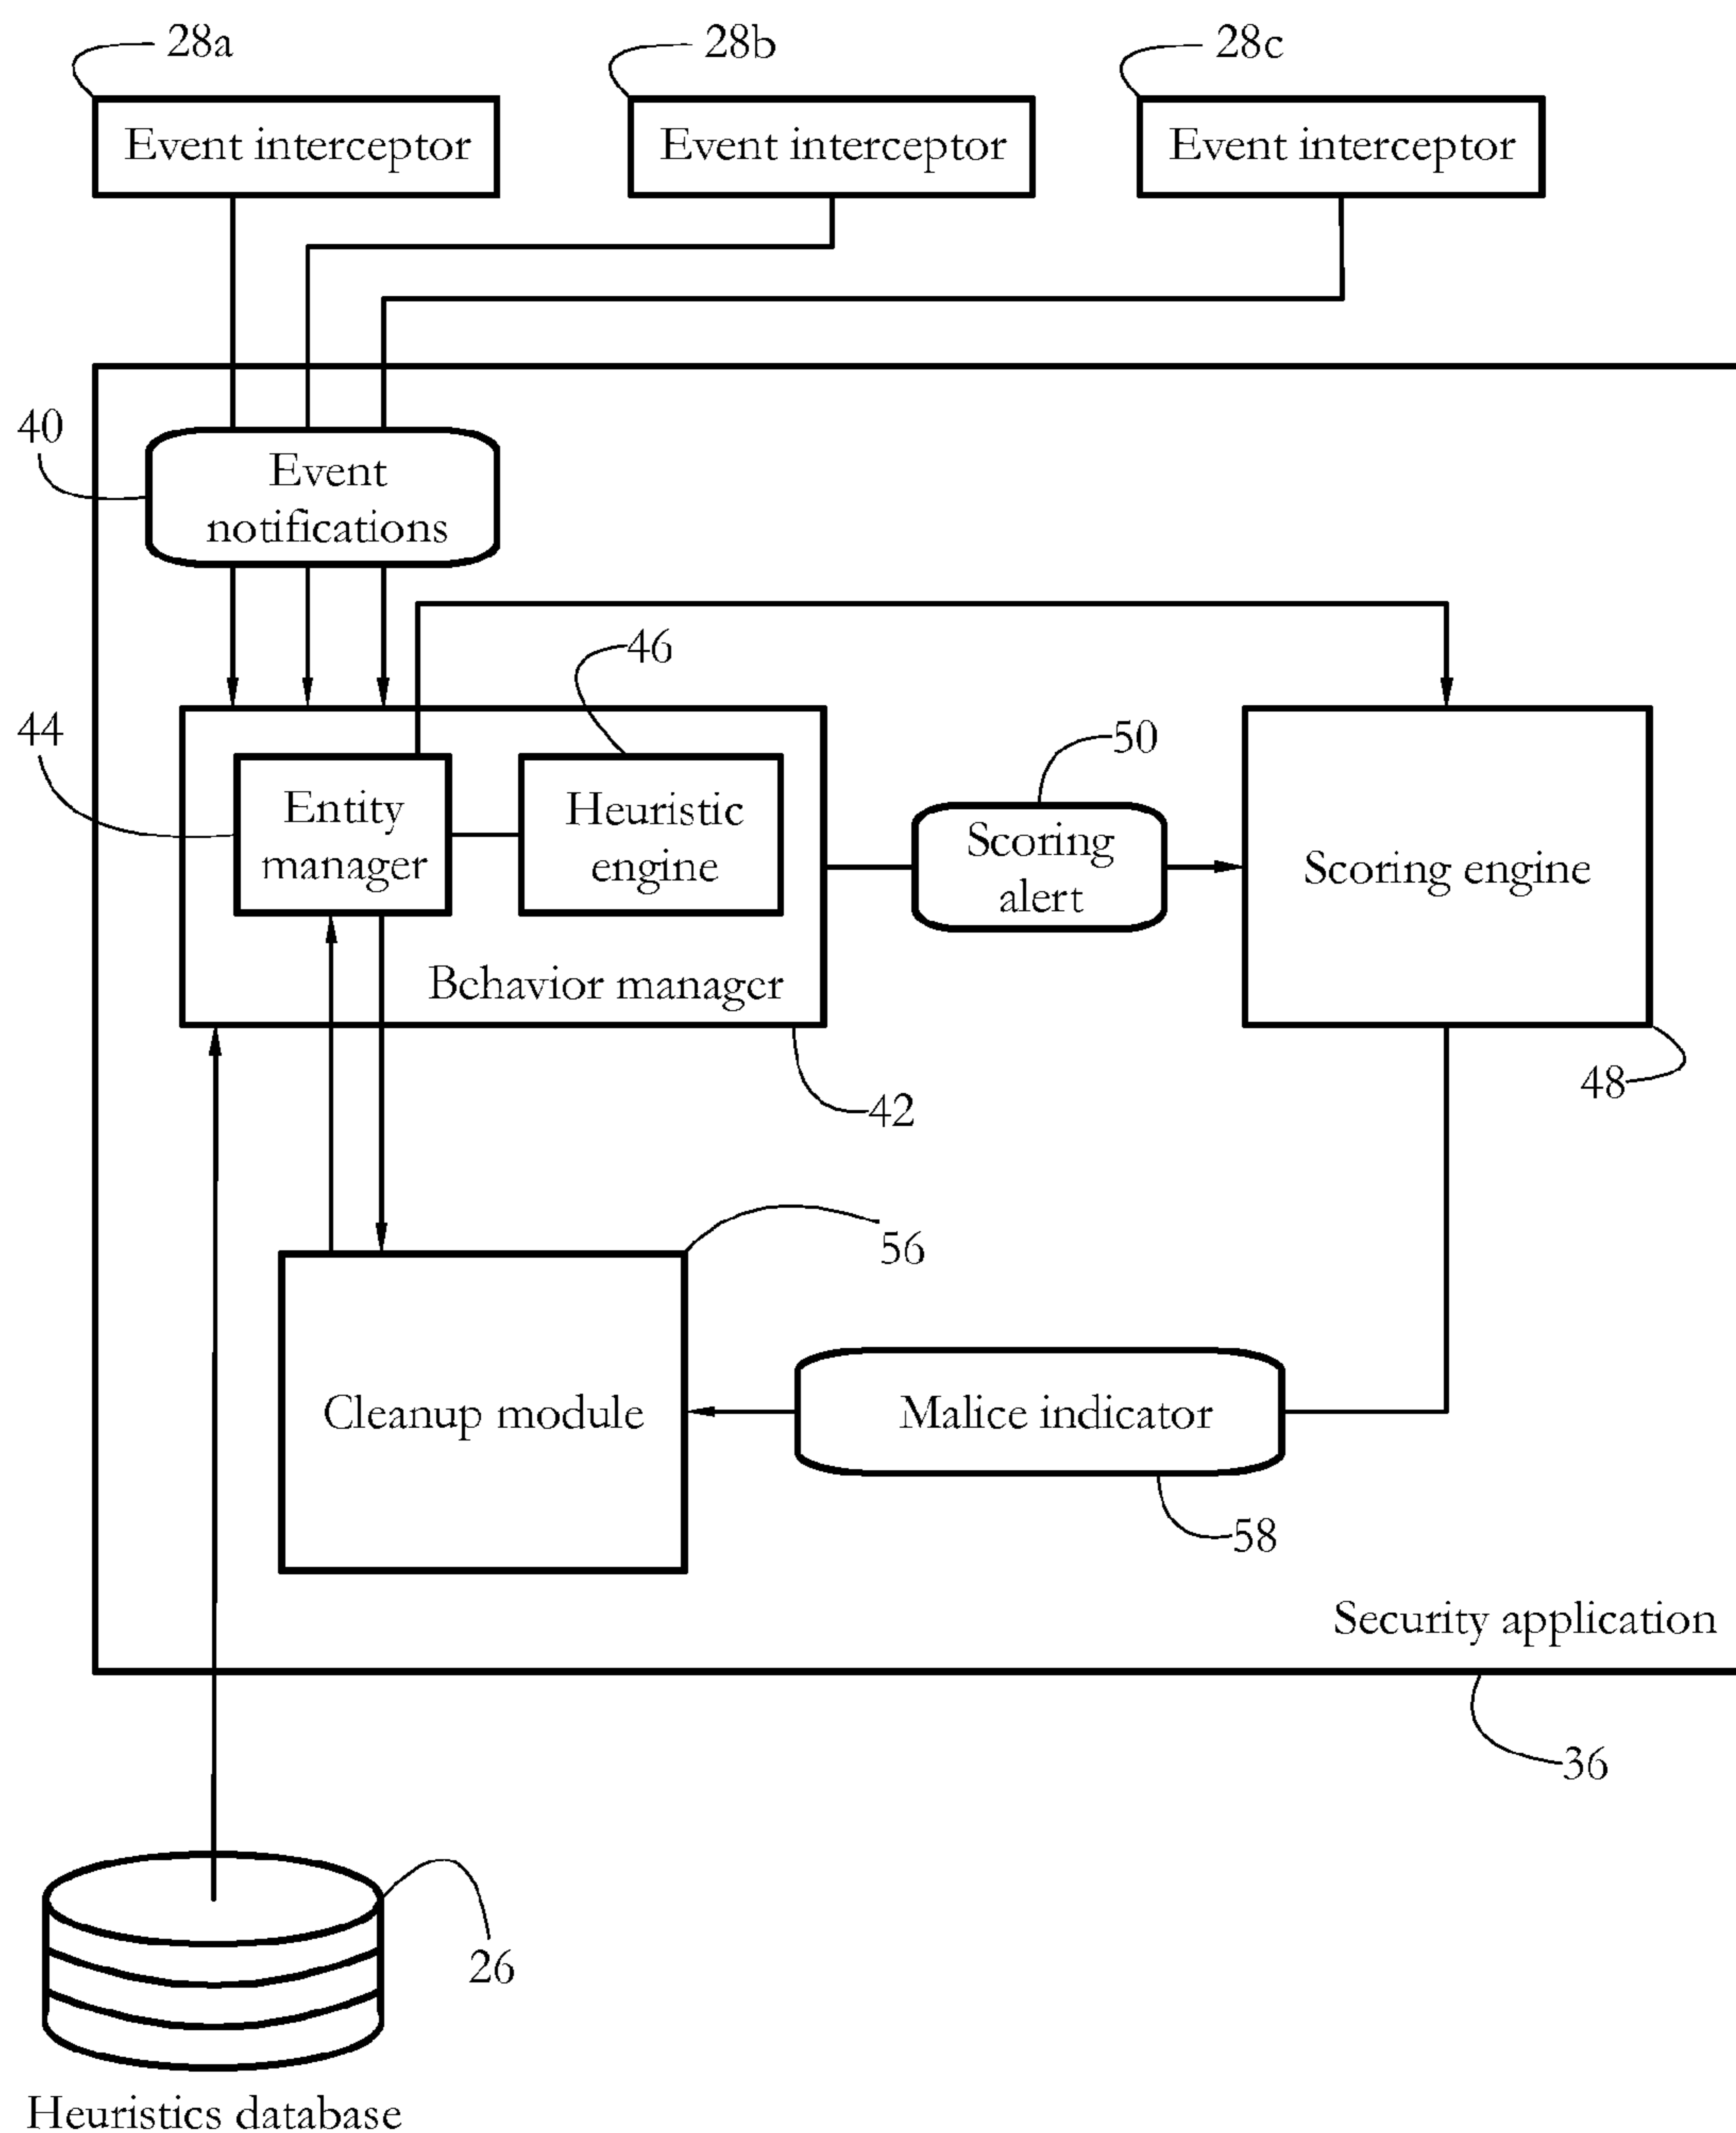 28a
28b
28c
Event interceptor
Event interceptor
Event interceptor
40
Event
notifications
46
44
50
Entity
manager
Heuristic
engine
Scoring
alert
Scoring engine
Behavior manager
48
42
56
Cleanup module
Malice indicator
58
Security application
36
26
Heuristics database